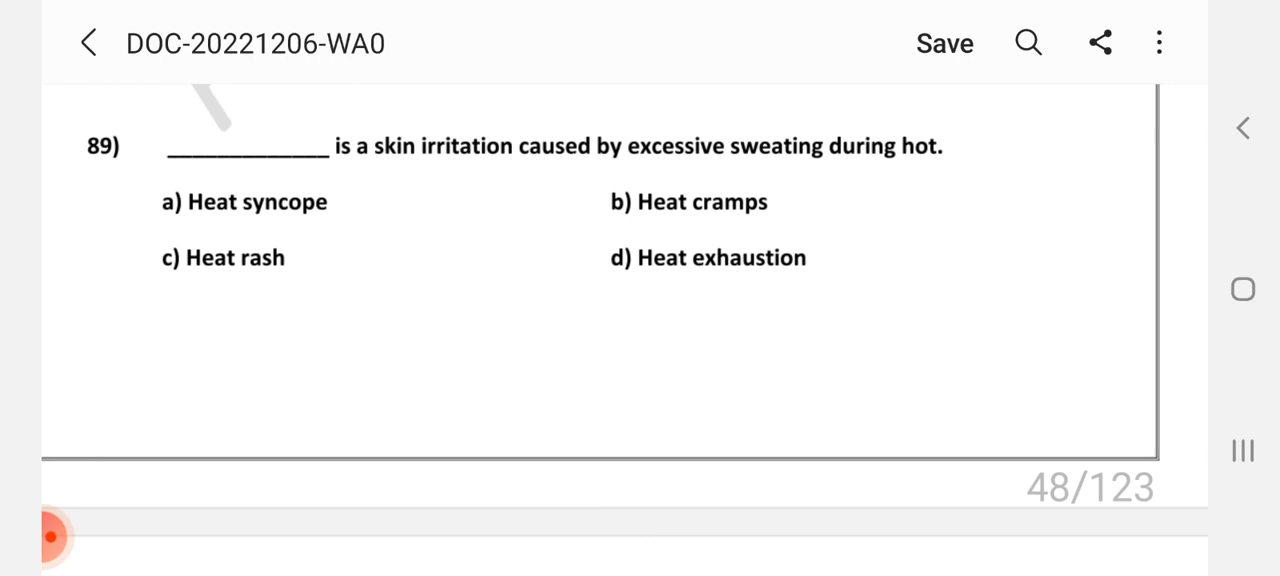 DOC-20221206-WA0
Save
89) _____________ is a skin irritation caused by excessive sweating during hot.
a) Heat syncope b) Heat cramps
c) Heat rash d) Heat exhaustion
48/123